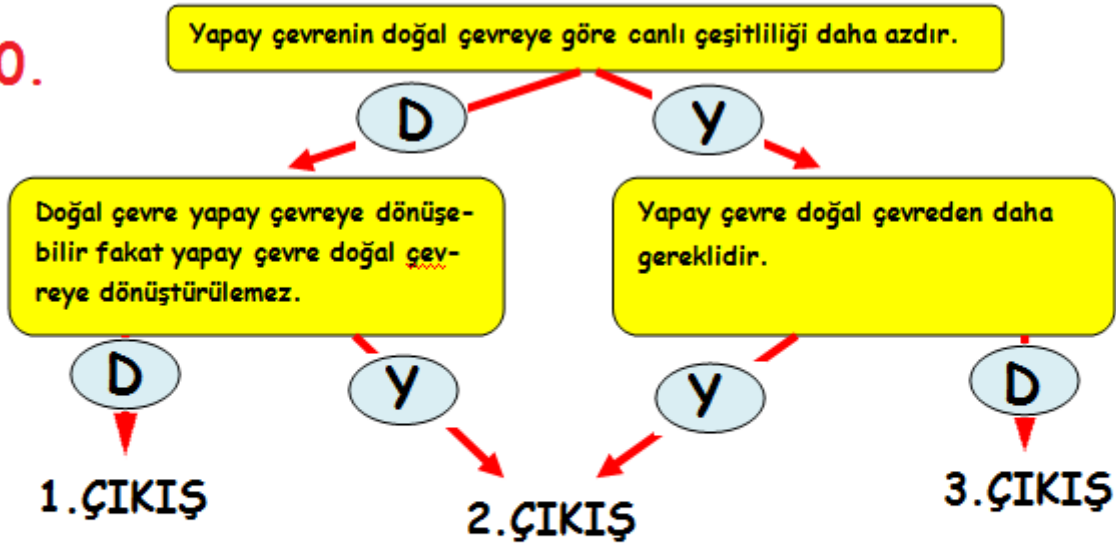 0.
Yapay çevrenin doğal çevreye göre canlı çeşitliliği daha azdır.
D
Y
Doğal çevre yapay çevreye dönüşe-
bilir fakat yapay çevre doğal çev-
reye dönüştürülemez.
Yapay çevre doğal çevreden daha
gereklidir.
D
Y
Y
D
1.ÇIKIŞ
2.ÇIKIŞ
3.ÇIKIŞ